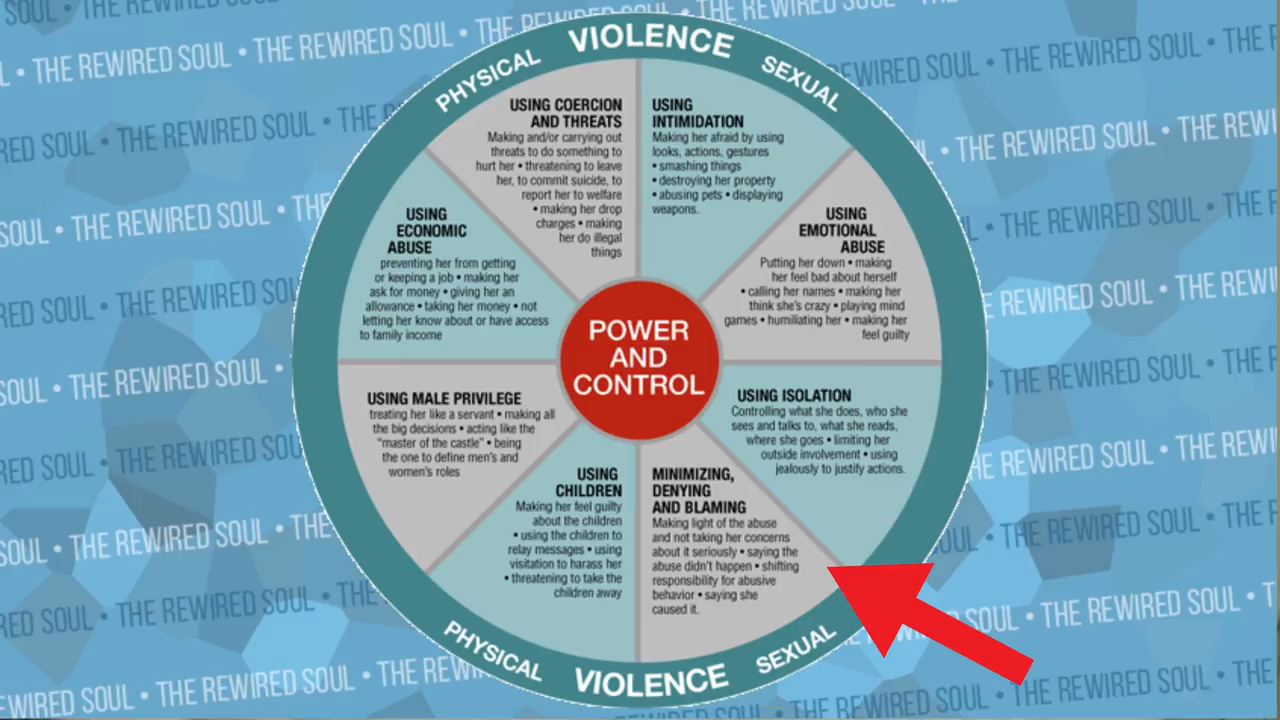 VIOLENCE
PHYSICAL
SEXUAL
USING COERCION
AND THREATS
Making and/or carrying out
threats to do something to
hurt her • threatening to leave
her, to commit suicide, to
report her to welfare
• making her drop
charges • making
her do illegal
things
USING
INTIMIDATION
Making her afraid by using
looks, actions, gestures
• smashing things
• destroying her property
• abusing pets • displaying
weapons.
USING
EMOTIONAL
ABUSE
Putting her down • making
her feel bad about herself
• calling her names • making her
think she's crazy • playing mind
games • humiliating her • making her
feel guilty
USING ISOLATION
Controlling what she does, who she
sees and talks to, what she reads,
where she goes • limiting her
outside involvement • using
jealously to justify actions.
MINIMIZING,
DENYING
AND BLAMING
Making light of the abuse
and not taking her concerns
about it seriously • saying the
abuse didn't happen • shifting
responsibility for abusive
behavior • saying she
caused it.
USING
CHILDREN
Making her feel guilty
about the children
• using the children to
relay messages • using
visitation to harass her
• threatening to take the
children away
USING MALE PRIVILEGE
treating her like a servant • making all
the big decisions • acting like the
"master of the castle" • being
the one to define men's and
women's roles
USING
ECONOMIC
ABUSE
preventing her from getting
or keeping a job • making her
ask for money • giving her an
allowance • taking her money • not
letting her know about or have access
to family income
POWER
AND
CONTROL
PHYSICAL
VIOLENCE
SEXUAL
THE REWIRED SOUL • THE REWIRED SOUL